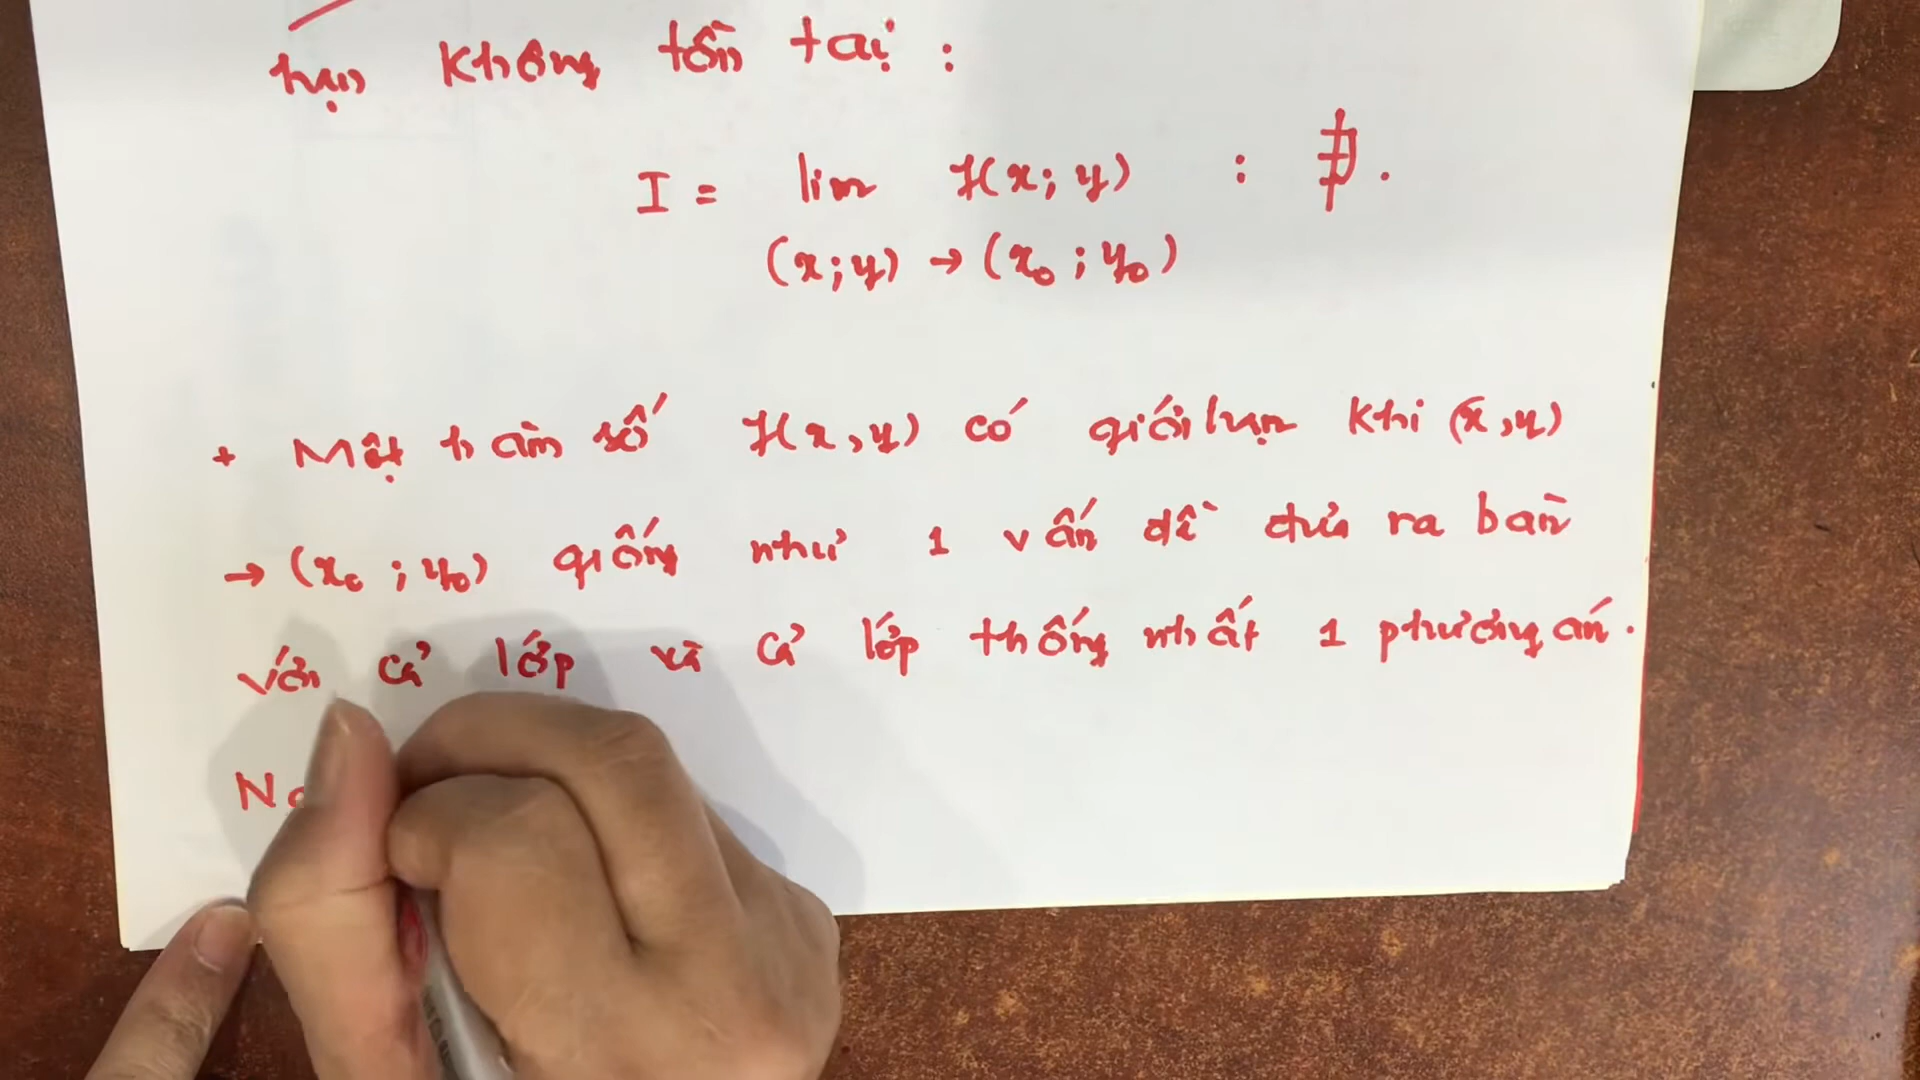 hạn không tồn tại :
I = lim f(x; y) : ∄.
(x;y) → (x₀ ; y₀)
+ Một hàm số f(x,y) có giới hạn khi (x,y)
→ (x₀ ; y₀) giống như 1 vấn đề đưa ra bàn
với cả lớp và cả lớp thống nhất 1 phương án.